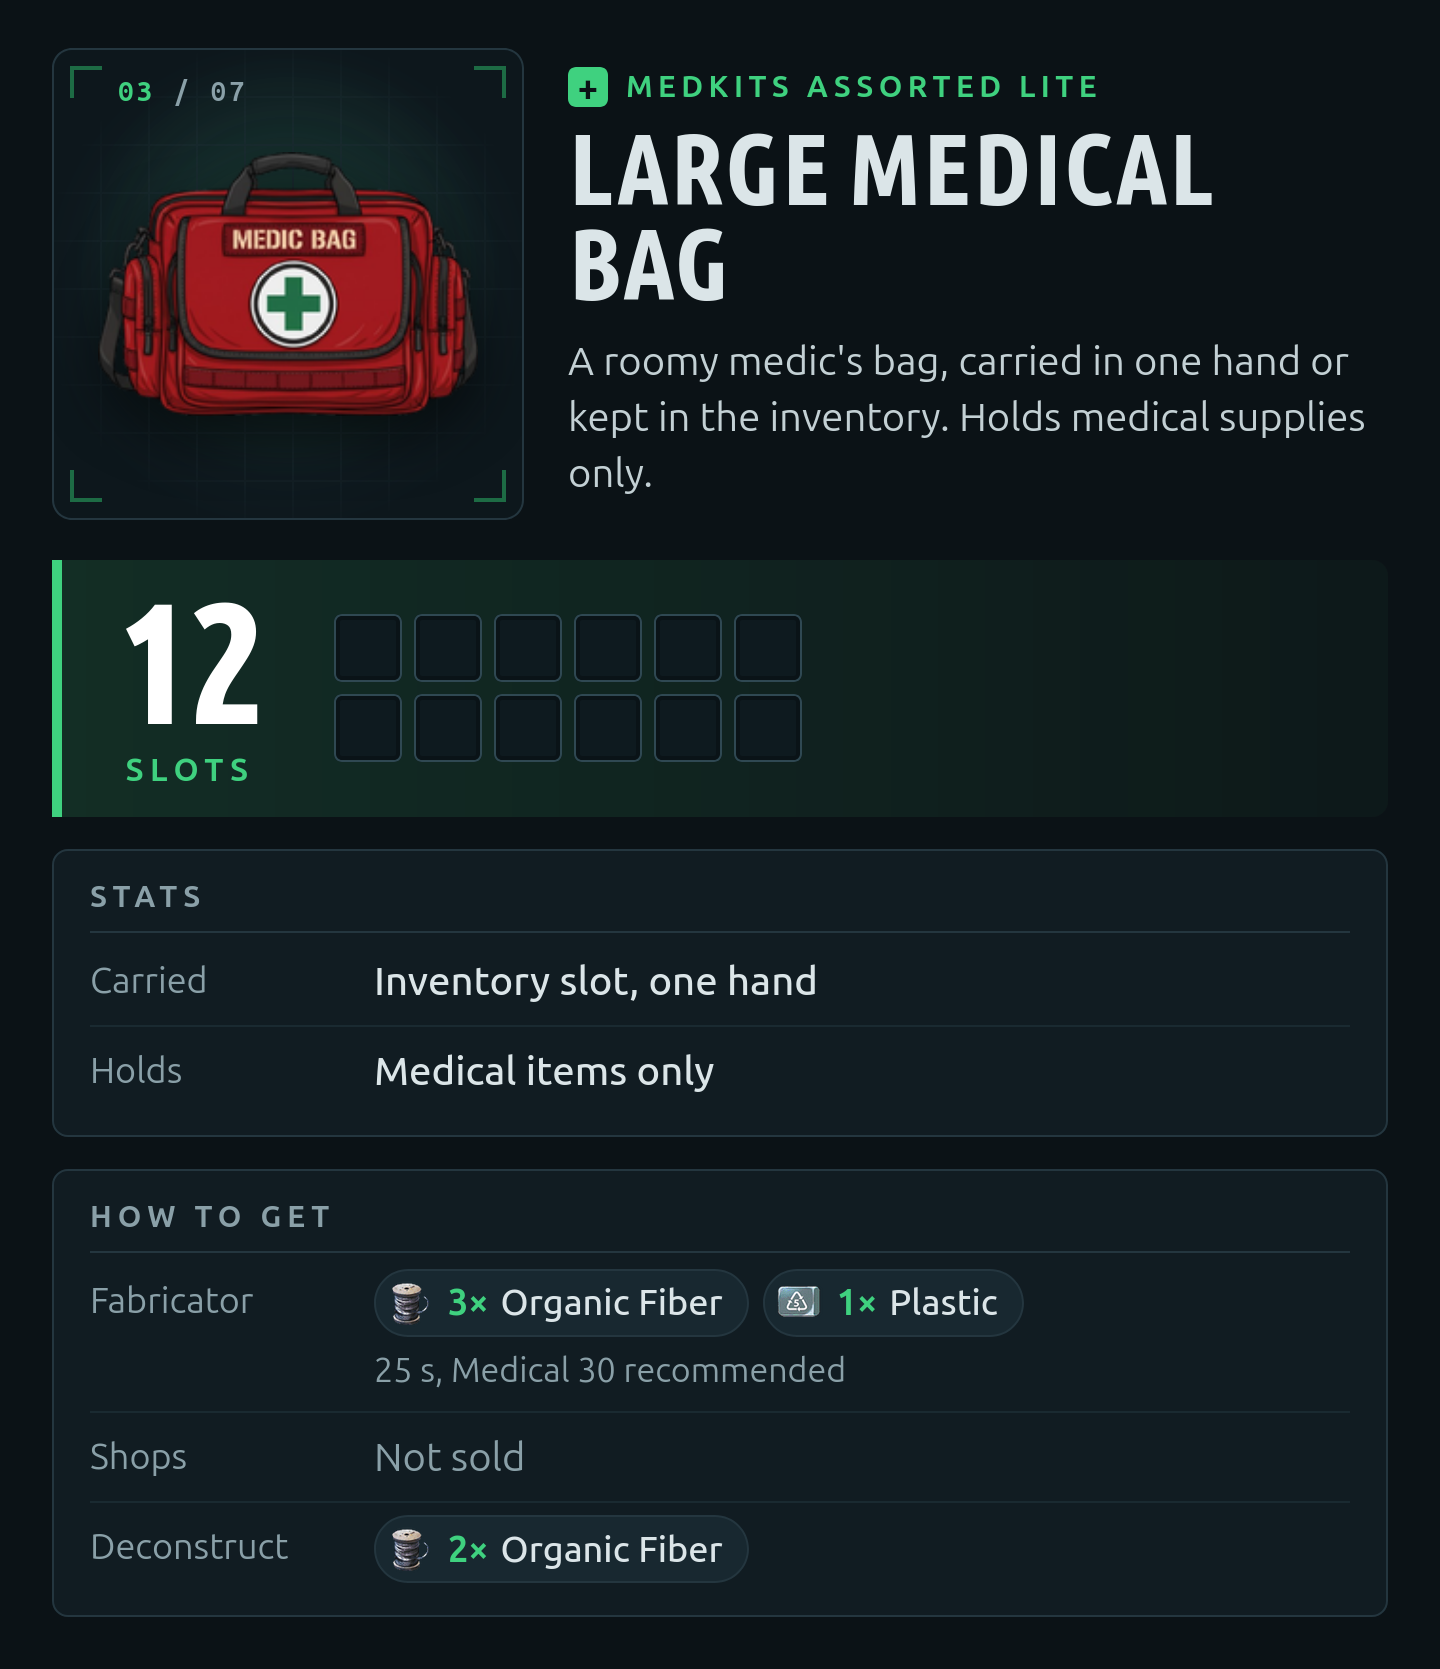 03 / 07
MEDIC BAG
+ MEDKITS ASSORTED LITE
LARGE MEDICAL
BAG
A roomy medic's bag, carried in one hand or
kept in the inventory. Holds medical supplies
only.
12
SLOTS
STATS
Carried Inventory slot, one hand
Holds Medical items only
HOW TO GET
Fabricator 3× Organic Fiber 5 1× Plastic
25 s, Medical 30 recommended
Shops Not sold
Deconstruct 2× Organic Fiber